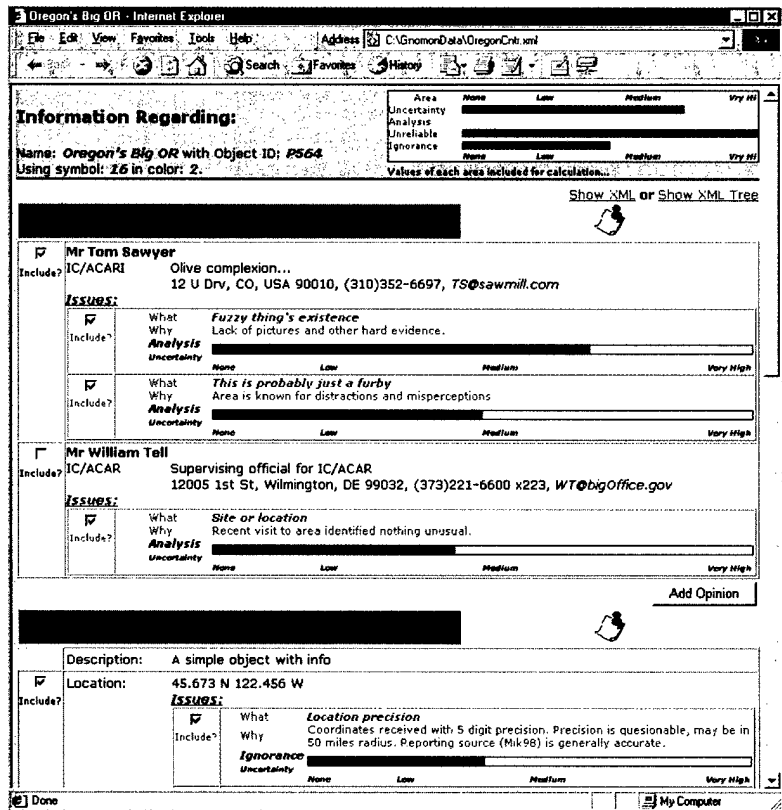 Oregon's Big OR - Internet Explorer
File Edit View Favorites Tools Help Address C:\GnomonData\OregonCntr.xml
Search Favorites History
Information Regarding:
Name: Oregon's Big OR with Object ID: P564
Using symbol: 16 in color: 2.
Area None Low Medium Vry Hi
Uncertainty
Analysis
Unreliable
Ignorance
None Low Medium Vry Hi
Values of each area included for calculation...
Show XML or Show XML Tree
Mr Tom Sawyer
Include? IC/ACARI Olive complexion...
12 U Drv, CO, USA 90010, (310)352-6697, TS@sawmill.com
Issues:
What Fuzzy thing's existence
Include? Why Lack of pictures and other hard evidence.
Analysis
Uncertainty
None Low Medium Very High
What This is probably just a furby
Include? Why Area is known for distractions and misperceptions
Analysis
Uncertainty
None Low Medium Very High
Mr William Tell
Include? IC/ACAR Supervising official for IC/ACAR
12005 1st St, Wilmington, DE 99032, (373)221-6600 x223, WT@bigOffice.gov
Issues:
What Site or location
Include? Why Recent visit to area identified nothing unusual.
Analysis
Uncertainty
None Low Medium Very High
Add Opinion
Description: A simple object with info
Include? Location: 45.673 N 122.456 W
Issues:
What Location precision
Include? Why Coordinates received with 5 digit precision. Precision is quesionable, may be in
50 miles radius. Reporting source (Mik98) is generally accurate.
Ignorance
Uncertainty
None Low Medium Very High
Done My Computer